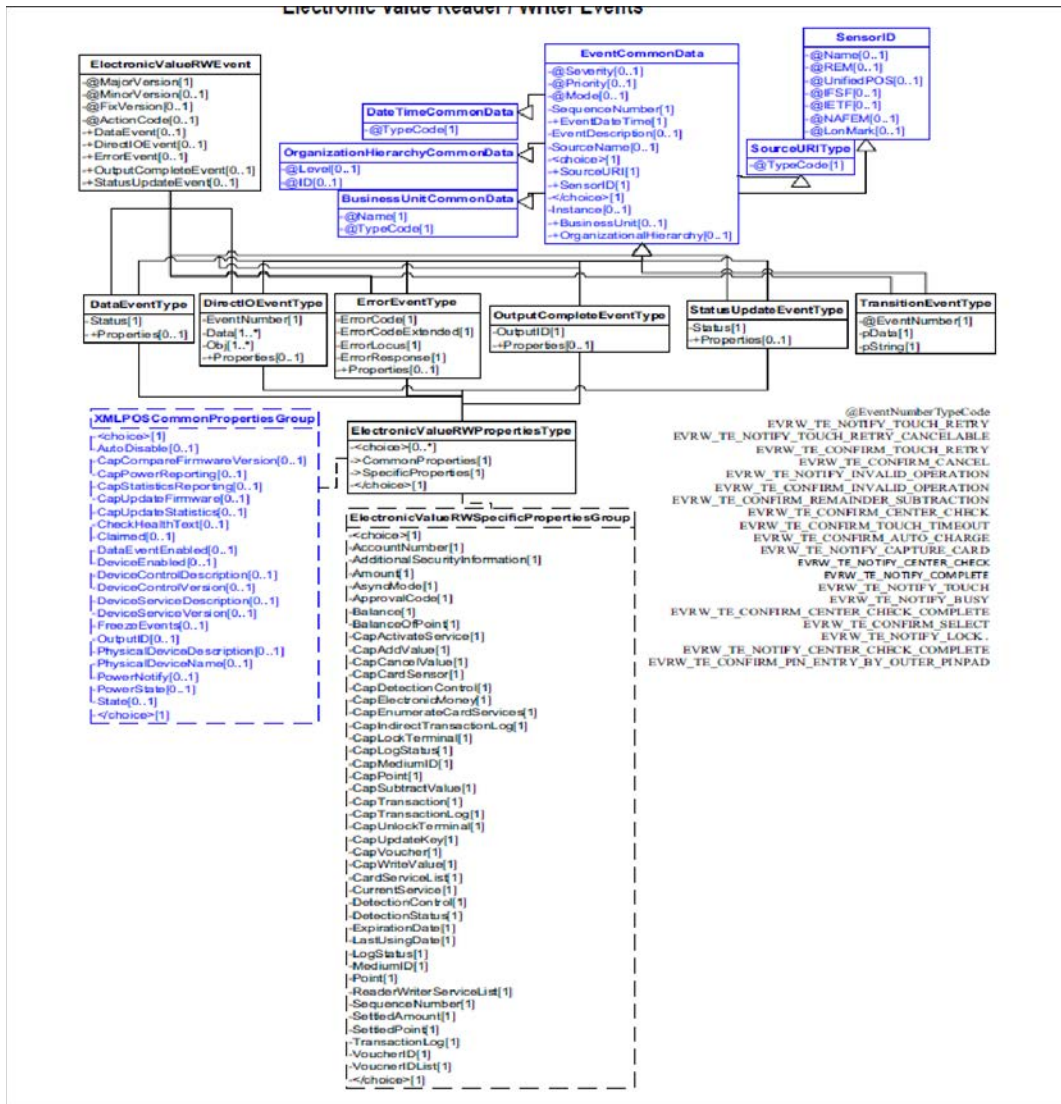 Electronic Value Reader / Writer Events
ElectronicValueRWEvent
-@MajorVersion[1]
-@MinorVersion[1]
-@FixVersion[0..1]
-@ActionCode[0..1]
-+DataEvent[0..1]
-+DirectIOEvent[0..1]
-+ErrorEvent[0..1]
-+OutputCompleteEvent[0..1]
-+StatusUpdateEvent[0..1]
DateTimeCommonData
-@TypeCode[1]
OrganizationHierarchyCommonData
-@Level[0..1]
-@ID[0..1]
BusinessUnitCommonData
-@Name[1]
-@TypeCode[1]
EventCommonData
-@Severity[0..1]
-@Priority[0..1]
-@Mode[0..1]
-SequenceNumber[1]
-+EventDateTime[1]
-EventDescription[0..1]
-SourceName[0..1]
-<choice>[1]
-+SourceURI[1]
-+SensorID[1]
-</choice>[1]
-Instance[0..1]
-+BusinessUnit[0..1]
-+OrganizationalHierarchy[0..1]
SensorID
-@Name[0..1]
-@REM[0..1]
-@UnifiedPOS[0..1]
-@IFSF[0..1]
-@IETF[0..1]
-@NAFEM[0..1]
-@LonMark[0..1]
SourceURIType
-@TypeCode[1]
DataEventType
-Status[1]
-+Properties[0..1]
DirectIOEventType
-EventNumber[1]
-Data[1..*]
-Obj[1..*]
-+Properties[0..1]
ErrorEventType
-ErrorCode[1]
-ErrorCodeExtended[1]
-ErrorLocus[1]
-ErrorResponse[1]
-+Properties[0..1]
OutputCompleteEventType
-OutputID[1]
-+Properties[0..1]
StatusUpdateEventType
-Status[1]
-+Properties[0..1]
TransitionEventType
-@EventNumber[1]
-pData[1]
-pString[1]
XMLPOSCommonPropertiesGroup
-<choice>[1]
-AutoDisable[0..1]
-CapCompareFirmwareVersion[0..1]
-CapPowerReporting[0..1]
-CapStatisticsReporting[0..1]
-CapUpdateFirmware[0..1]
-CapUpdateStatistics[0..1]
-CheckHealthText[0..1]
-Claimed[0..1]
-DataEventEnabled[0..1]
-DeviceEnabled[0..1]
-DeviceControlDescription[0..1]
-DeviceControlVersion[0..1]
-DeviceServiceDescription[0..1]
-DeviceServiceVersion[0..1]
-FreezeEvents[0..1]
-OutputID[0..1]
-PhysicalDeviceDescription[0..1]
-PhysicalDeviceName[0..1]
-PowerNotify[0..1]
-PowerState[0..1]
-State[0..1]
-</choice>[1]
ElectronicValueRWPropertiesType
-<choice>[0..*]
->CommonProperties[1]
->SpecificProperties[1]
-</choice>[1]
ElectronicValueRWSpecificPropertiesGroup
-<choice>[1]
-AccountNumber[1]
-AdditionalSecurityInformation[1]
-Amount[1]
-AsyncMode[1]
-ApprovalCode[1]
-Balance[1]
-BalanceOfPoint[1]
-CapActivateService[1]
-CapAddValue[1]
-CapCancelValue[1]
-CapCardSensor[1]
-CapDetectionControl[1]
-CapElectronicMoney[1]
-CapEnumerateCardServices[1]
-CapIndirectTransactionLog[1]
-CapLockTerminal[1]
-CapLogStatus[1]
-CapMediumID[1]
-CapPoint[1]
-CapSubtractValue[1]
-CapTransaction[1]
-CapTransactionLog[1]
-CapUnlockTerminal[1]
-CapUpdateKey[1]
-CapVoucher[1]
-CapWriteValue[1]
-CardServiceList[1]
-CurrentService[1]
-DetectionControl[1]
-DetectionStatus[1]
-ExpirationDate[1]
-LastUsingDate[1]
-LogStatus[1]
-MediumID[1]
-Point[1]
-ReaderWriterServiceList[1]
-SequenceNumber[1]
-SettledAmount[1]
-SettledPoint[1]
-TransactionLog[1]
-VoucherID[1]
-VoucnerIDList[1]
-</choice>[1]
@EventNumberTypeCode
EVRW_TE_NOTIFY_TOUCH_RETRY
EVRW_TE_NOTIFY_TOUCH_RETRY_CANCELABLE
EVRW_TE_CONFIRM_TOUCH_RETRY
EVRW_TE_CONFIRM_CANCEL
EVRW_TE_NOTIFY_INVALID_OPERATION
EVRW_TE_CONFIRM_INVALID_OPERATION
EVRW_TE_CONFIRM_REMAINDER_SUBTRACTION
EVRW_TE_CONFIRM_CENTER_CHECK
EVRW_TE_CONFIRM_TOUCH_TIMEOUT
EVRW_TE_CONFIRM_AUTO_CHARGE
EVRW_TE_NOTIFY_CAPTURE_CARD
EVRW_TE_NOTIFY_CENTER_CHECK
EVRW_TE_NOTIFY_COMPLETE
EVRW_TE_NOTIFY_TOUCH
EVRW_TE_NOTIFY_BUSY
EVRW_TE_CONFIRM_CENTER_CHECK_COMPLETE
EVRW_TE_CONFIRM_SELECT
EVRW_TE_NOTIFY_LOCK.
EVRW_TE_NOTIFY_CENTER_CHECK_COMPLETE
EVRW_TE_CONFIRM_PIN_ENTRY_BY_OUTER_PINPAD